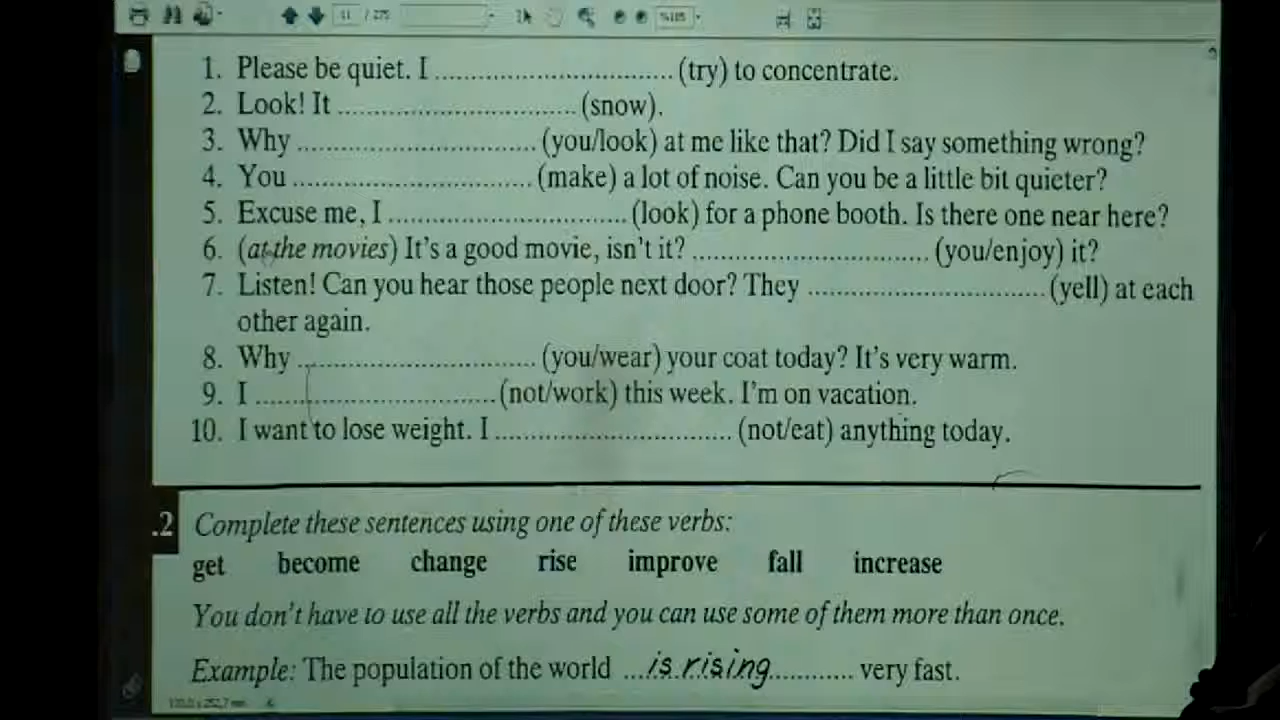 11 / 275
%185
1. Please be quiet. I .............................. (try) to concentrate.
2. Look! It .............................. (snow).
3. Why .............................. (you/look) at me like that? Did I say something wrong?
4. You .............................. (make) a lot of noise. Can you be a little bit quieter?
5. Excuse me, I .............................. (look) for a phone booth. Is there one near here?
6. (at the movies) It's a good movie, isn't it? .............................. (you/enjoy) it?
7. Listen! Can you hear those people next door? They .............................. (yell) at each
other again.
8. Why .............................. (you/wear) your coat today? It's very warm.
9. I .............................. (not/work) this week. I'm on vacation.
10. I want to lose weight. I .............................. (not/eat) anything today.
.2 Complete these sentences using one of these verbs:
get become change rise improve fall increase
You don't have to use all the verbs and you can use some of them more than once.
Example: The population of the world ...is rising........... very fast.